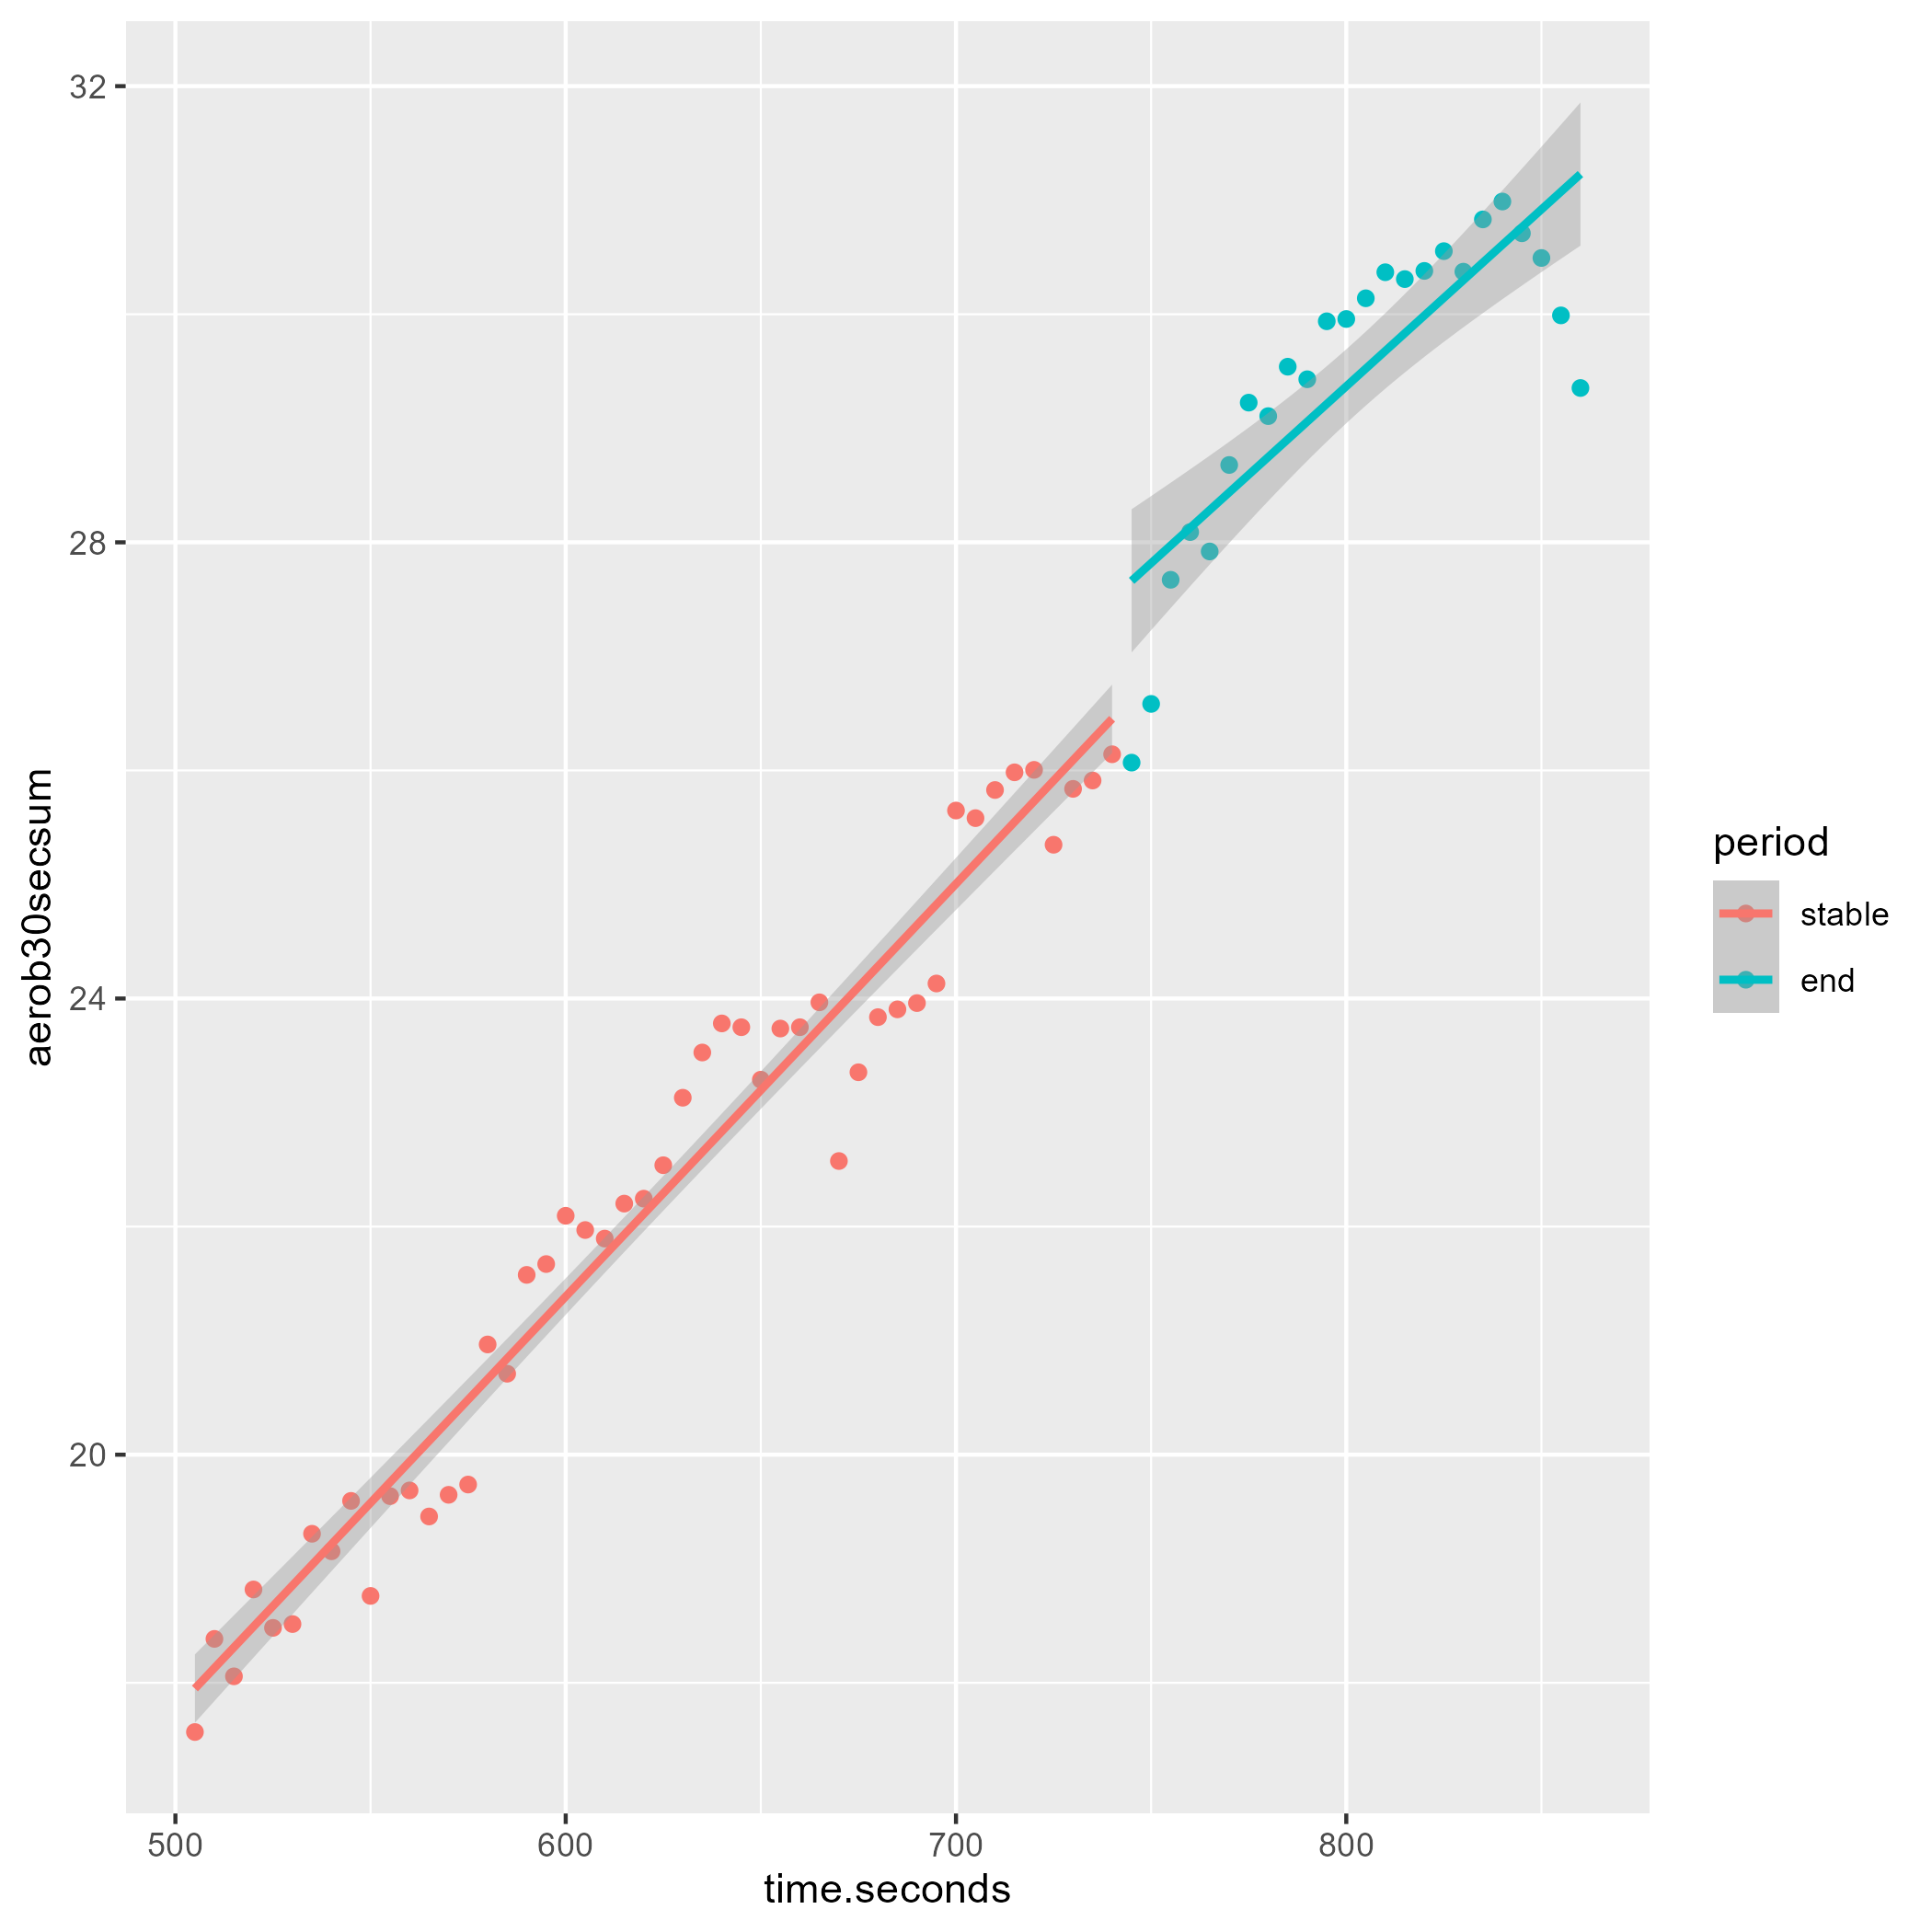 32
28
24
20
aerob30secsum
500 600 700 800
time.seconds
period
stable
end